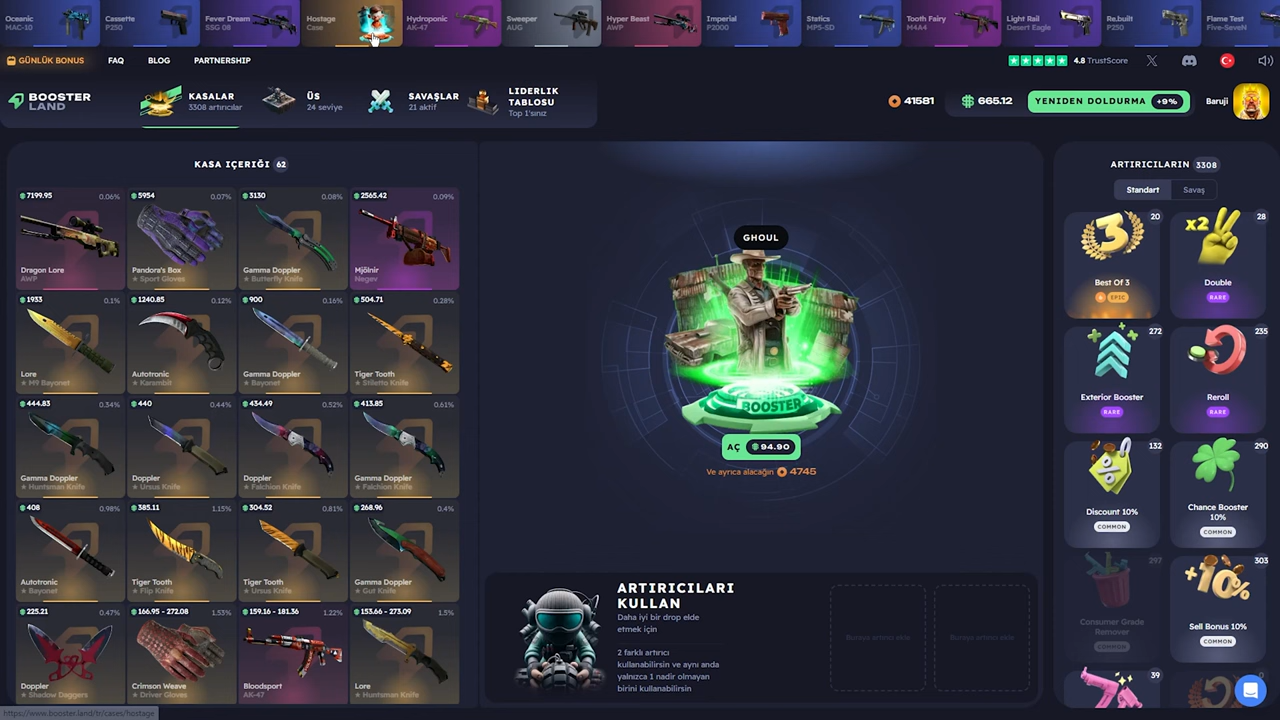 Oceanic
MAC-10
Cassette
P250
Fever Dream
SSG 08
Hostage
Case
Hydroponic
AK-47
Sweeper
AUG
Hyper Beast
AWP
Imperial
P2000
Statics
MP5-SD
Tooth Fairy
M4A4
Light Rail
Desert Eagle
Re.built
P250
Flame Test
Five-SeveN
GÜNLÜK BONUS
FAQ
BLOG
PARTNERSHIP
4.8 TrustScore
BOOSTER
LAND
KASALAR
3308 artırıcılar
ÜS
24 seviye
SAVAŞLAR
21 aktif
LIDERLIK
TABLOSU
Top 1'sınız
41581
665.12
YENIDEN DOLDURMA +9%
Baruji
KASA IÇERIĞI 62
7199.95 0.06%
Dragon Lore
AWP
5954 0.07%
Pandora's Box
★ Sport Gloves
3130 0.08%
Gamma Doppler
★ Butterfly Knife
2565.42 0.09%
Mjölnir
Negev
1933 0.1%
Lore
★ M9 Bayonet
1240.85 0.12%
Autotronic
★ Karambit
900 0.16%
Gamma Doppler
★ Bayonet
504.71 0.28%
Tiger Tooth
★ Stiletto Knife
444.83 0.34%
Gamma Doppler
★ Huntsman Knife
440 0.44%
Doppler
★ Ursus Knife
434.49 0.52%
Doppler
★ Falchion Knife
413.85 0.61%
Gamma Doppler
★ Falchion Knife
408 0.98%
Autotronic
★ Bayonet
385.11 1.15%
Tiger Tooth
★ Flip Knife
304.52 0.81%
Tiger Tooth
★ Ursus Knife
268.96 0.4%
Gamma Doppler
★ Gut Knife
225.21 0.47%
Doppler
★ Shadow Daggers
166.95 - 272.08 1.53%
Crimson Weave
★ Driver Gloves
159.16 - 181.36 1.22%
Bloodsport
AK-47
153.66 - 273.09 1.5%
Lore
★ Huntsman Knife
GHOUL
BOOSTER
AÇ 94.90
Ve ayrıca alacağın 4745
ARTIRICILARI
KULLAN
Daha iyi bir drop elde
etmek için
2 farklı artırıcı
kullanabilirsin ve aynı anda
yalnızca 1 nadir olmayan
birini kullanabilirsin
Buraya artırıcı ekle
Buraya artırıcı ekle
ARTIRICILARIN 3308
Standart
Savaş
20
3
Best Of 3
EPIC
28
x2
Double
RARE
272
Exterior Booster
RARE
235
Reroll
RARE
132
%
Discount 10%
COMMON
290
Chance Booster
10%
COMMON
297
Consumer Grade
Remover
COMMON
303
+10%
Sell Bonus 10%
COMMON
39
https://www.booster.land/tr/cases/hostage